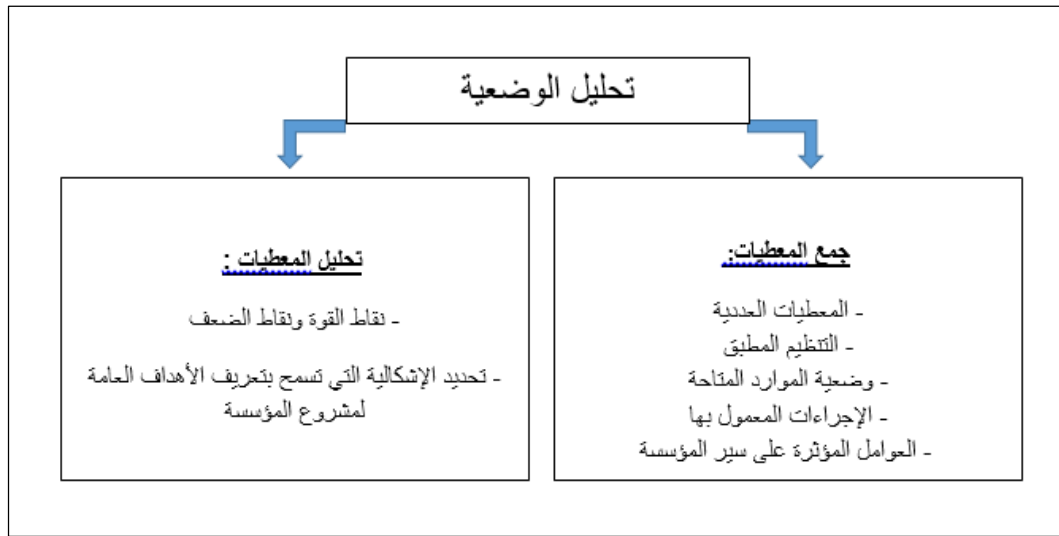 تحليل الوضعية
جمع المعطيات:
- المعطيات العددية
- التنظيم المطبق
- وضعية الموارد المتاحة
- الإجراءات المعمول بها
- العوامل المؤثرة على سير المؤسسة
تحليل المعطيات :
- نقاط القوة ونقاط الضعف
- تحديد الإشكالية التي تسمح بتعريف الأهداف العامة
لمشروع المؤسسة